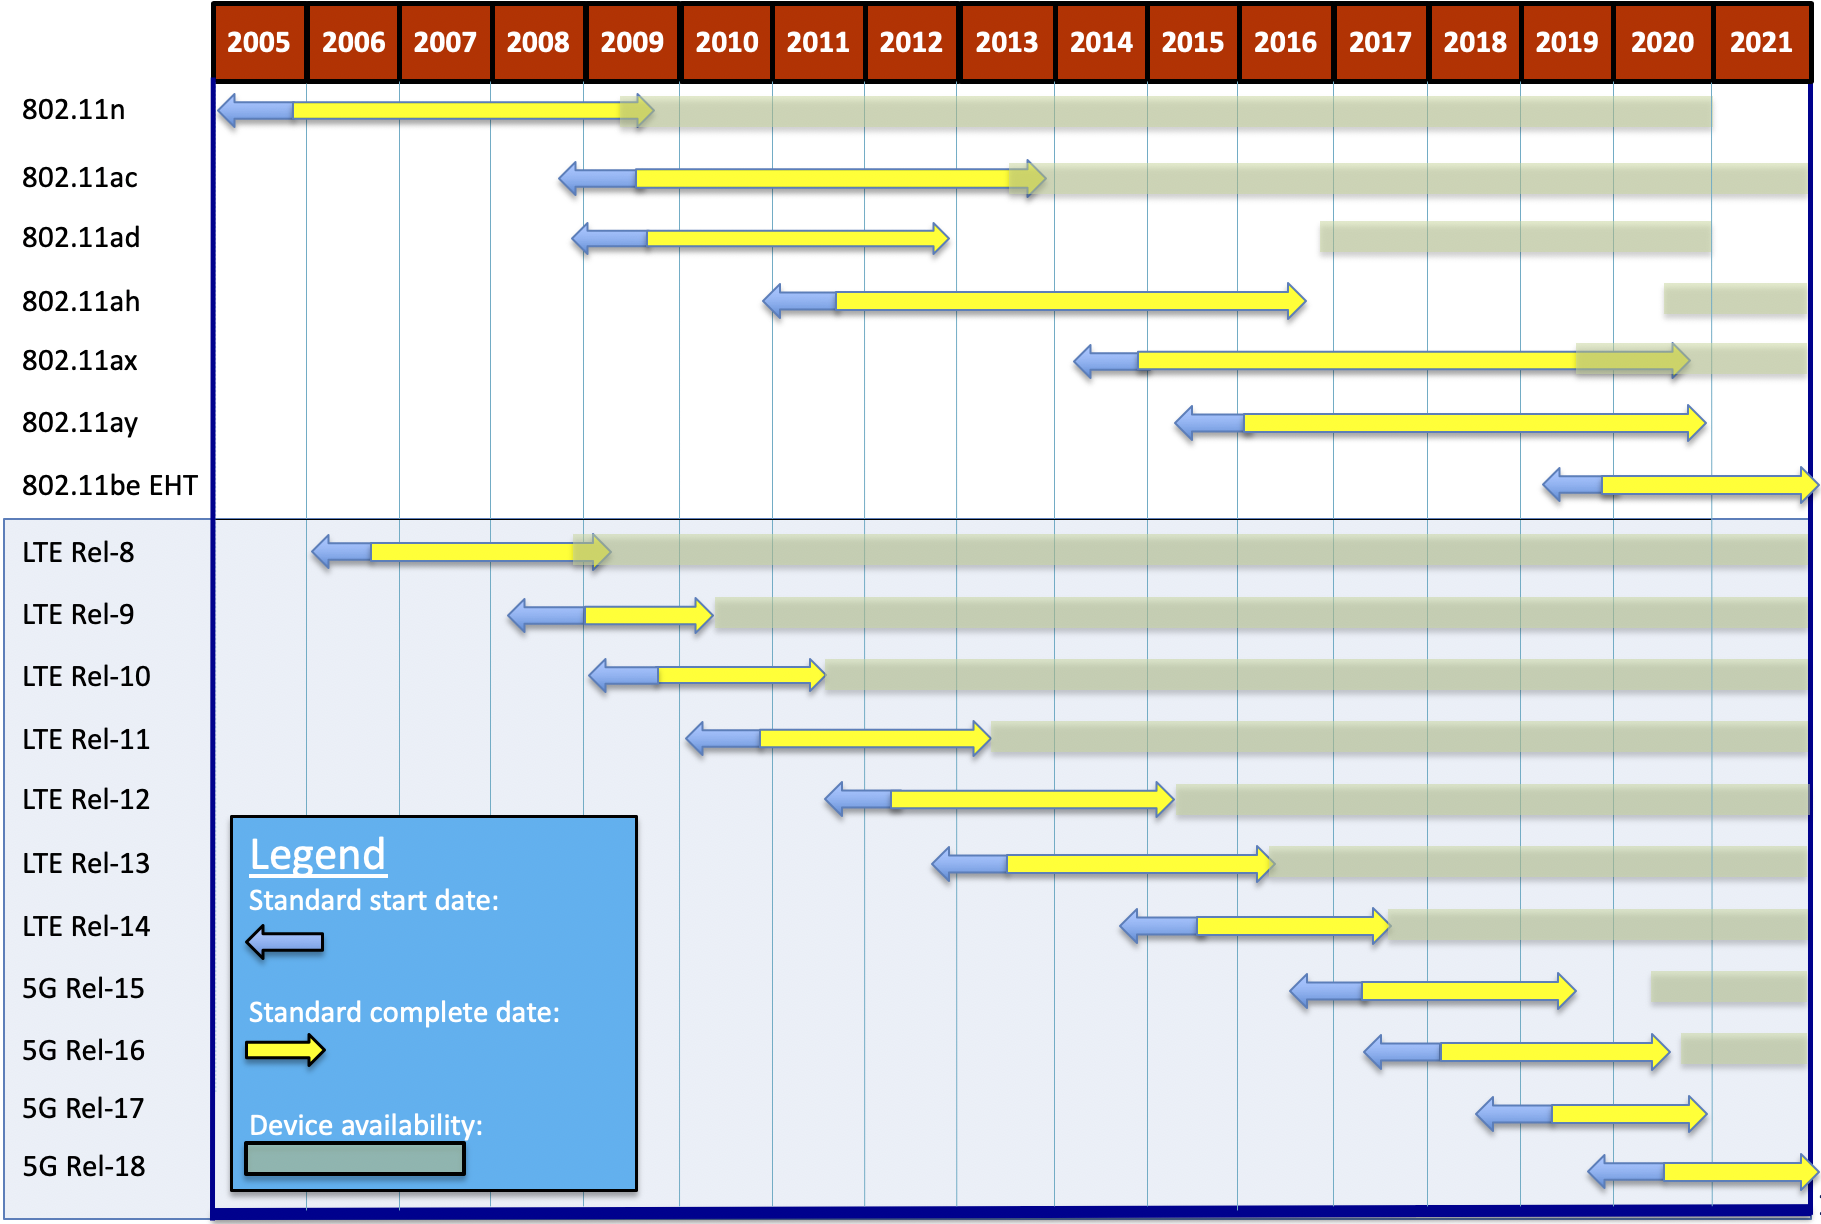 2005 2006 2007 2008 2009 2010 2011 2012 2013 2014 2015 2016 2017 2018 2019 2020 2021
802.11n
802.11ac
802.11ad
802.11ah
802.11ax
802.11ay
802.11be EHT
LTE Rel-8
LTE Rel-9
LTE Rel-10
LTE Rel-11
LTE Rel-12
LTE Rel-13
LTE Rel-14
5G Rel-15
5G Rel-16
5G Rel-17
5G Rel-18
Legend
Standard start date:
Standard complete date:
Device availability: